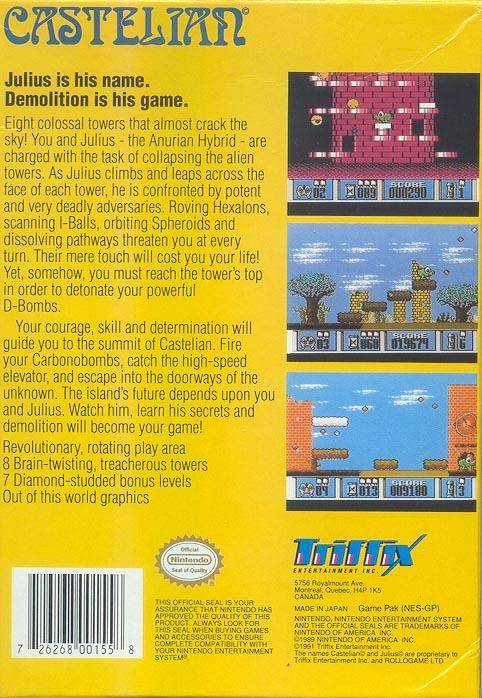 CASTELIAN©
Julius is his name.
Demolition is his game.
Eight colossal towers that almost crack the
sky! You and Julius - the Anurian Hybrid - are
charged with the task of collapsing the alien
towers. As Julius climbs and leaps across the
face of each tower, he is confronted by potent
and very deadly adversaries. Roving Hexalons,
scanning I-Balls, orbiting Spheroids and
dissolving pathways threaten you at every
turn. Their mere touch will cost you your life!
Yet, somehow, you must reach the tower's top
in order to detonate your powerful
D-Bombs.
Your courage, skill and determination will
guide you to the summit of Castelian. Fire
your Carbonobombs, catch the high-speed
elevator, and escape into the doorways of the
unknown. The island's future depends upon you
and Julius. Watch him, learn his secrets and
demolition will become your game!
Revolutionary, rotating play area
8 Brain-twisting, treacherous towers
7 Diamond-studded bonus levels
Out of this world graphics
02 089 SCORE 000290 1
03 060 SCORE 019674 6
04 013 SCORE 009180 3
Official
Nintendo
Seal of Quality
THIS OFFICIAL SEAL IS YOUR
ASSURANCE THAT NINTENDO HAS
APPROVED THE QUALITY OF THIS
PRODUCT. ALWAYS LOOK FOR
THIS SEAL WHEN BUYING GAMES
AND ACCESSORIES TO ENSURE
COMPLETE COMPATIBILITY WITH
YOUR NINTENDO ENTERTAINMENT
SYSTEM®.
7 26268 00155 8
Triffix
ENTERTAINMENT INC.
5756 Royalmount Ave.
Montreal, Quebec. H4P 1K5
CANADA
MADE IN JAPAN Game Pak (NES-GP)
NINTENDO, NINTENDO ENTERTAINMENT SYSTEM
AND THE OFFICIAL SEALS ARE TRADEMARKS OF
NINTENDO OF AMERICA INC.
©1989 NINTENDO OF AMERICA INC.
©1991 Triffix Entertainment Inc.
The names Castelian© and Julius© are proprietary to
Triffix Entertainment Inc. and ROLLOGAME LTD.